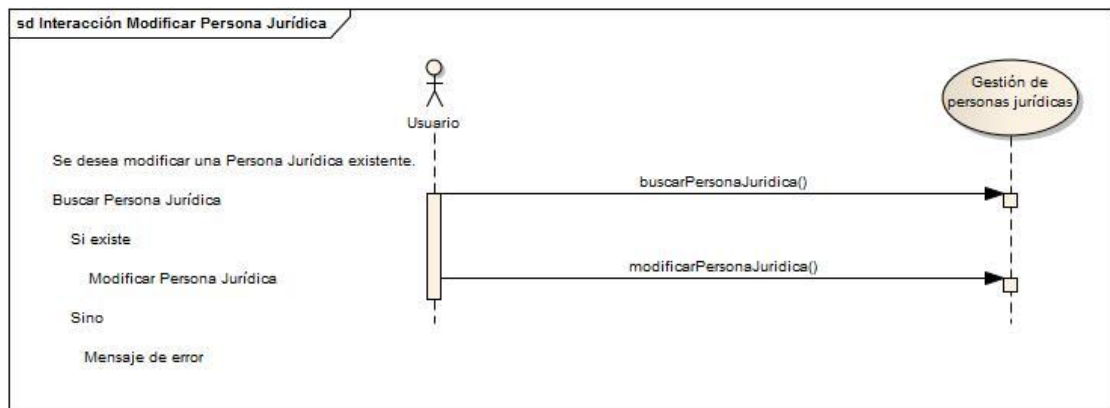 sd Interacción Modificar Persona Jurídica
Usuario
Gestión de
personas jurídicas
Se desea modificar una Persona Jurídica existente.
buscarPersonaJuridica()
Buscar Persona Jurídica
Si existe
modificarPersonaJuridica()
Modificar Persona Jurídica
Sino
Mensaje de error